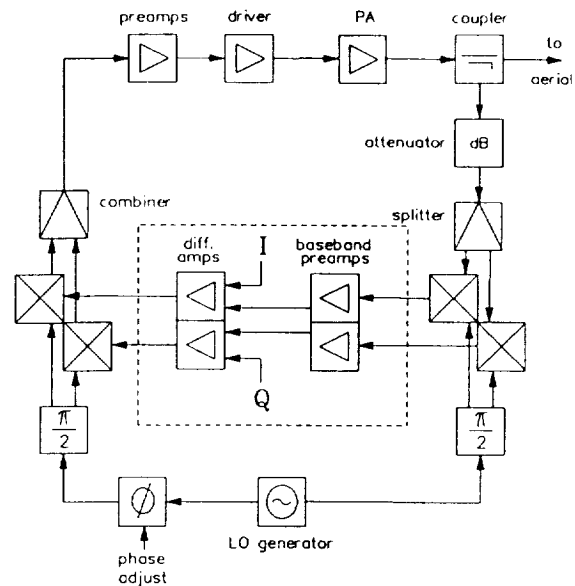 preamps
driver
PA
coupler
to
aerial
attenuator
dB
combiner
splitter
diff.
amps
I
baseband
preamps
Q
π
2
π
2
ϕ
~
LO generator
phase
adjust